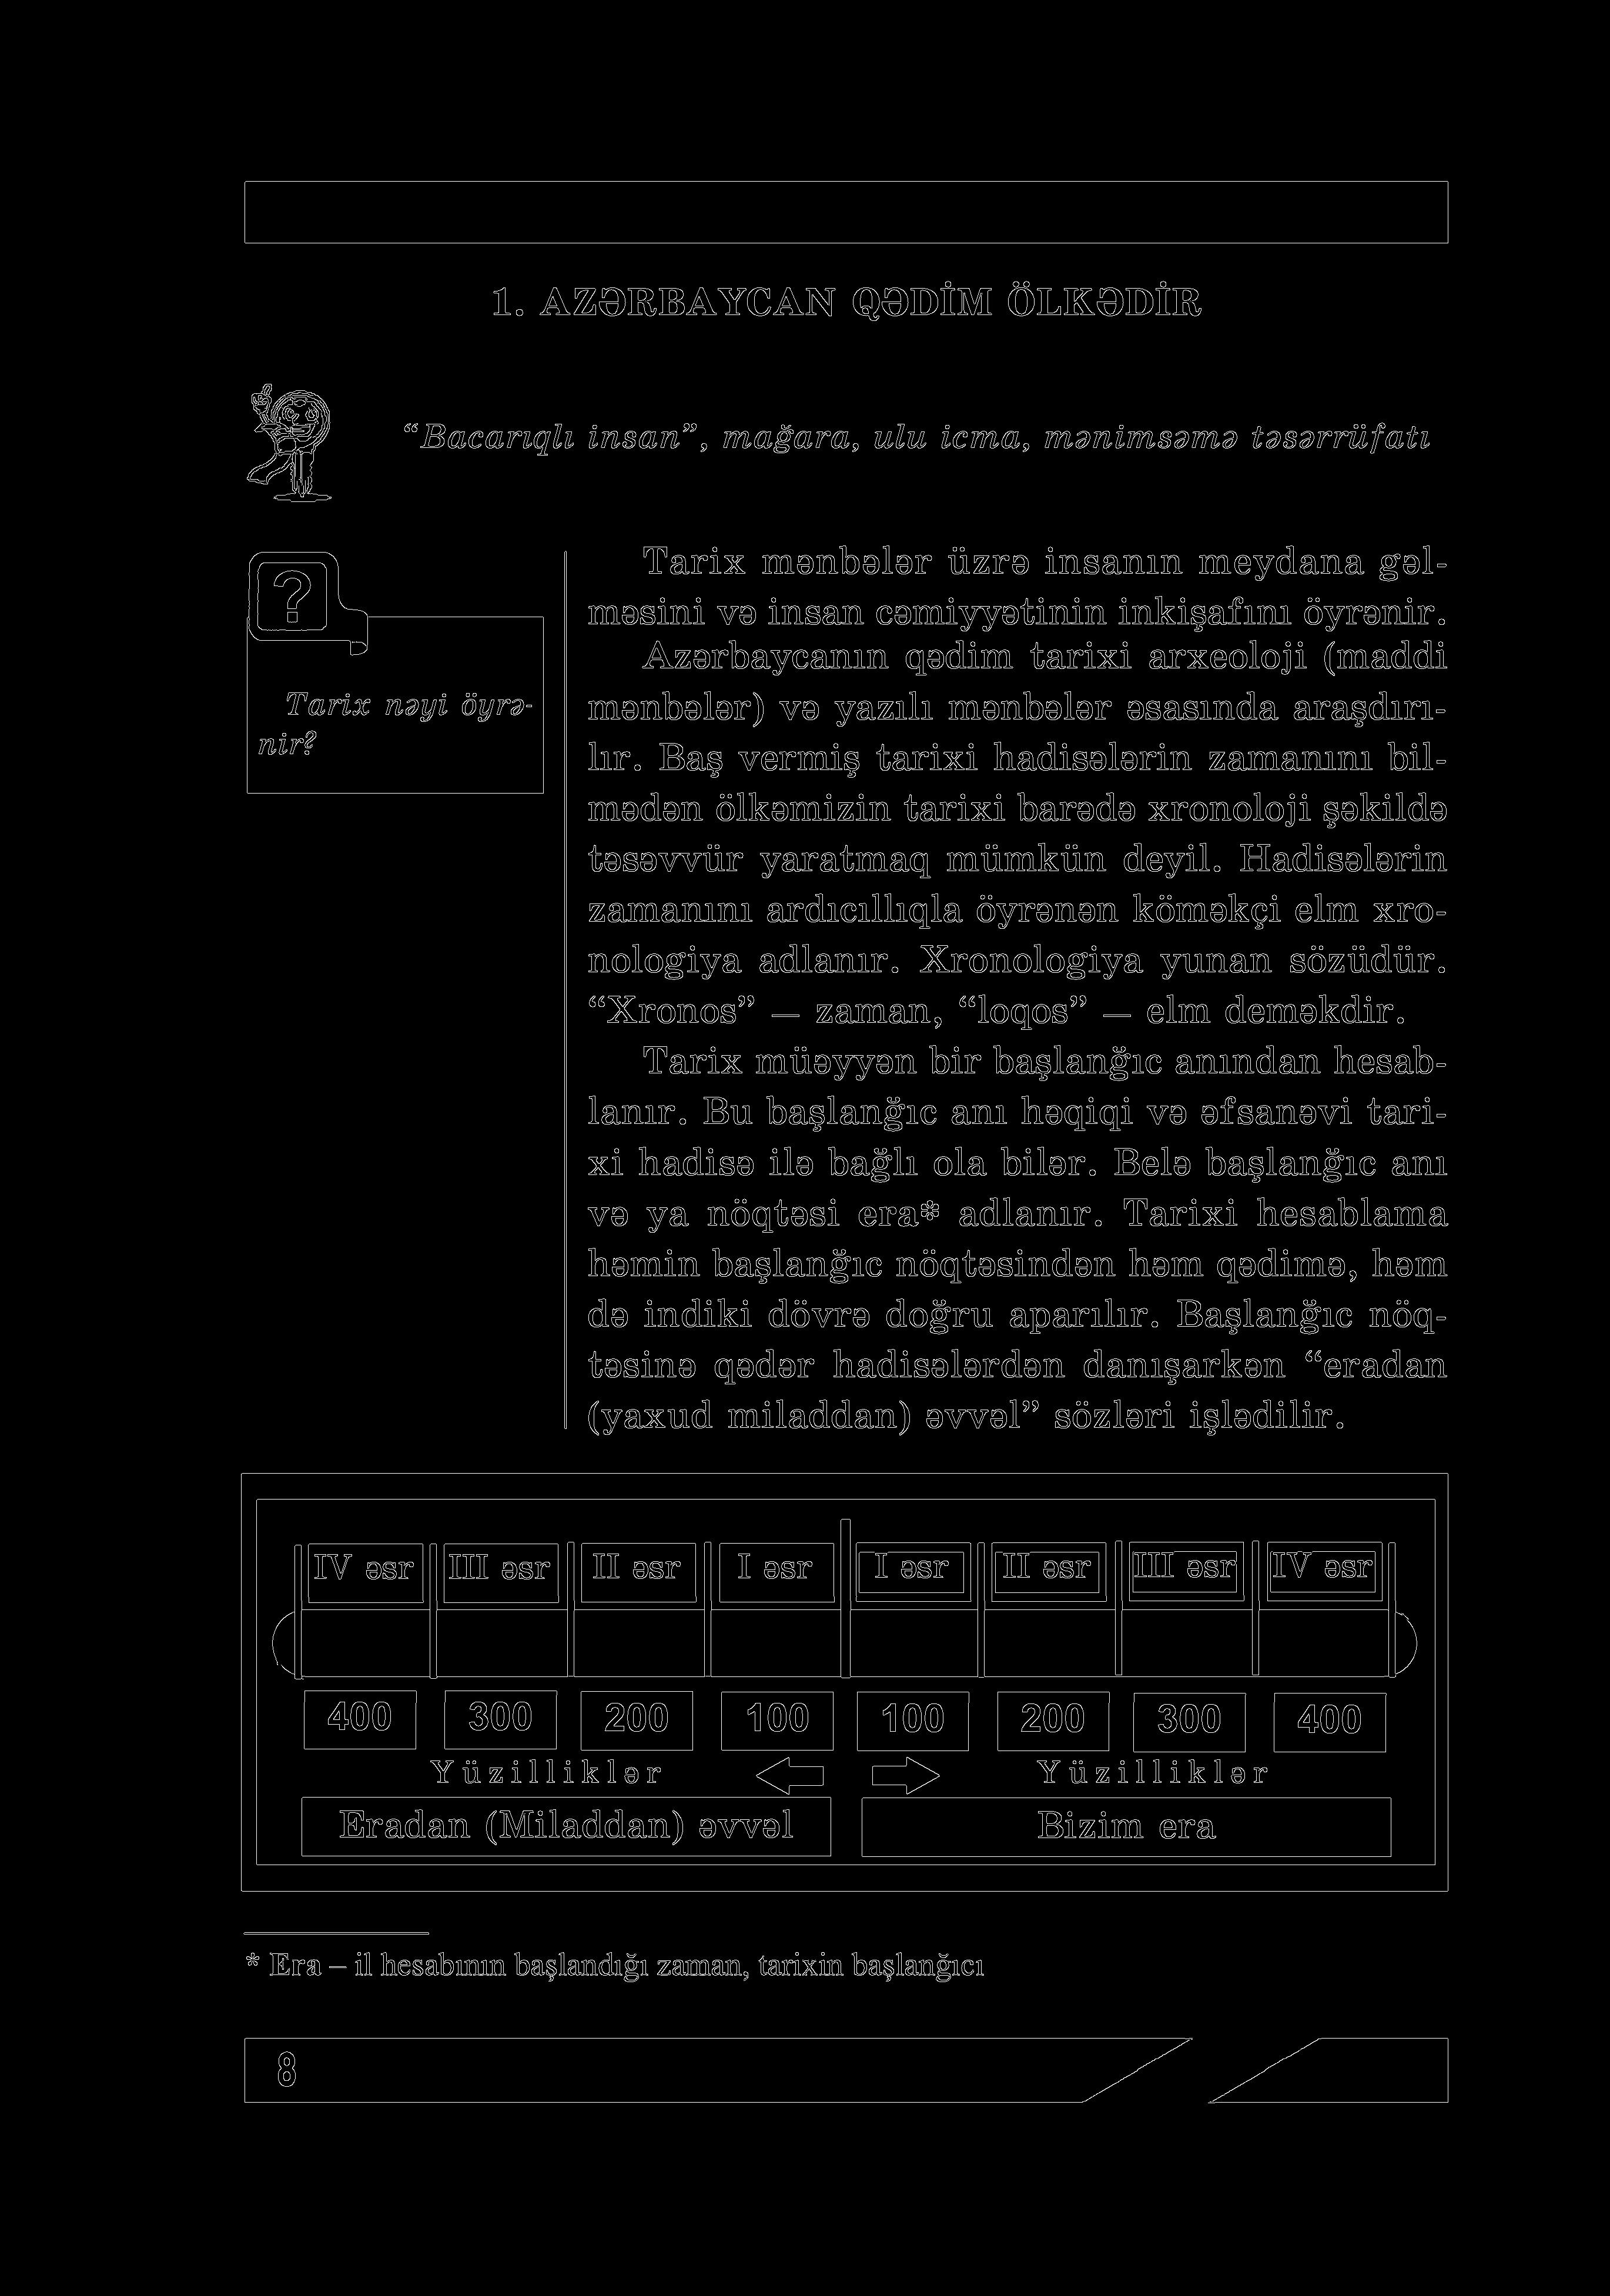 1. AZƏRBAYCAN QƏDİM ÖLKƏDİR
“Bacarıqlı insan”, mağara, ulu icma, mənimsəmə təsərrüfatı
?
Tarix nəyi öyrə-
nir?
Tarix mənbələr üzrə insanın meydana gəl-
məsini və insan cəmiyyətinin inkişafını öyrənir.
Azərbaycanın qədim tarixi arxeoloji (maddi
mənbələr) və yazılı mənbələr əsasında araşdırı-
lır. Baş vermiş tarixi hadisələrin zamanını bil-
mədən ölkəmizin tarixi barədə xronoloji şəkildə
təsəvvür yaratmaq mümkün deyil. Hadisələrin
zamanını ardıcıllıqla öyrənən köməkçi elm xro-
nologiya adlanır. Xronologiya yunan sözüdür.
“Xronos” — zaman, “loqos” — elm deməkdir.
Tarix müəyyən bir başlanğıc anından hesab-
lanır. Bu başlanğıc anı həqiqi və əfsanəvi tari-
xi hadisə ilə bağlı ola bilər. Belə başlanğıc anı
və ya nöqtəsi era* adlanır. Tarixi hesablama
həmin başlanğıc nöqtəsindən həm qədimə, həm
də indiki dövrə doğru aparılır. Başlanğıc nöq-
təsinə qədər hadisələrdən danışarkən “eradan
(yaxud miladdan) əvvəl” sözləri işlədilir.
IV əsr III əsr II əsr I əsr I əsr II əsr III əsr IV əsr
400 300 200 100 100 200 300 400
Yüzilliklər Yüzilliklər
Eradan (Miladdan) əvvəl Bizim era
* Era – il hesabının başlandığı zaman, tarixin başlanğıcı
8